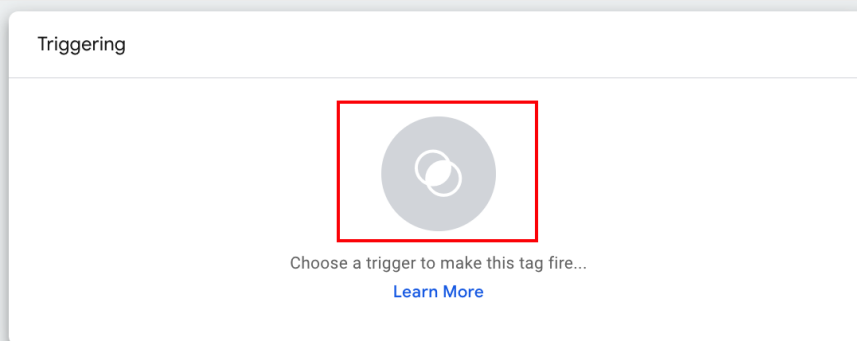 Triggering
Choose a trigger to make this tag fire...
Learn More